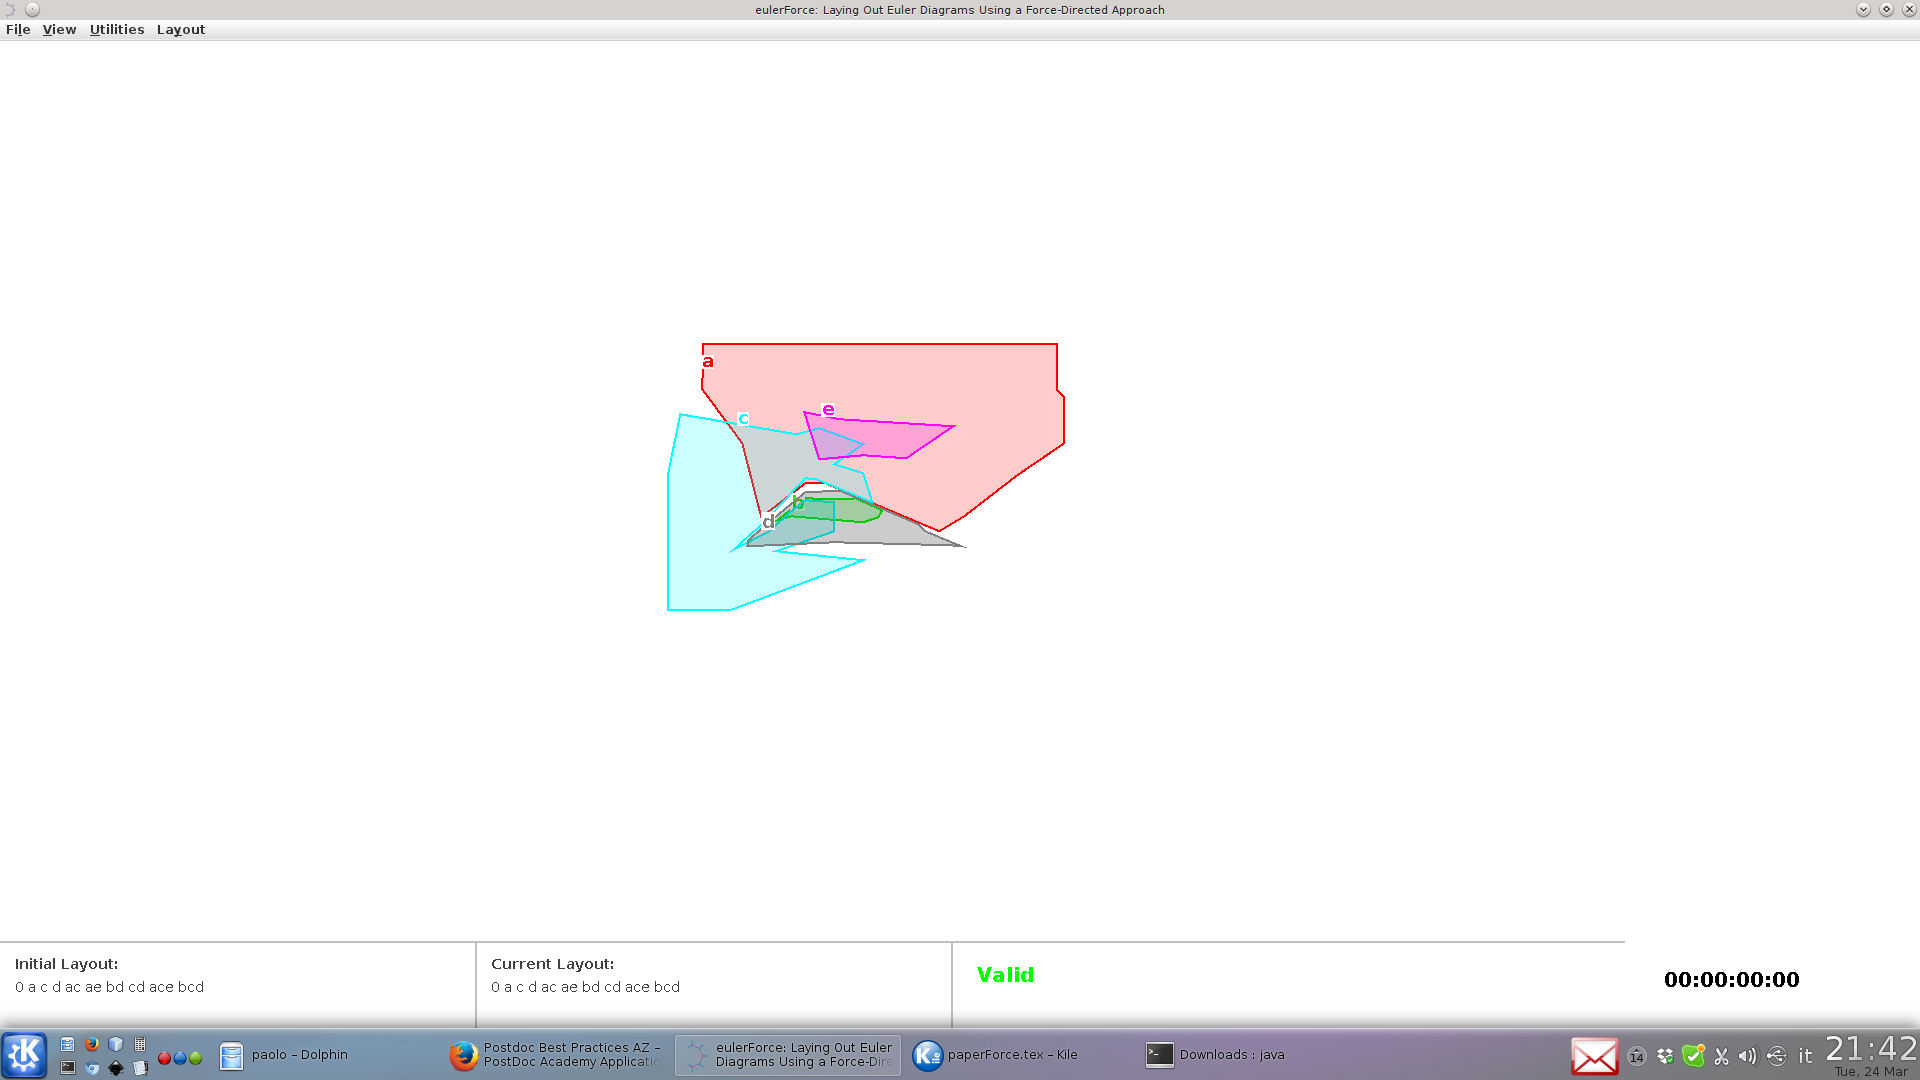 eulerForce: Laying Out Euler Diagrams Using a Force-Directed Approach
File View Utilities Layout
a
c
e
b
d
Initial Layout:
0 a c d ac ae bd cd ace bcd
Current Layout:
0 a c d ac ae bd cd ace bcd
Valid
00:00:00:00
paolo – Dolphin
Postdoc Best Practices AZ –
PostDoc Academy Applicatio
eulerForce: Laying Out Euler
Diagrams Using a Force-Dire
paperForce.tex – Kile
Downloads : java
14
it
21:42
Tue, 24 Mar